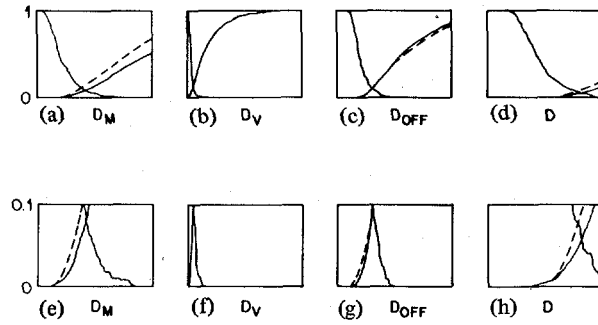 1
0
(a) D_M
(b) D_V
(c) D_OFF
(d) D
0.1
0
(e) D_M
(f) D_V
(g) D_OFF
(h) D